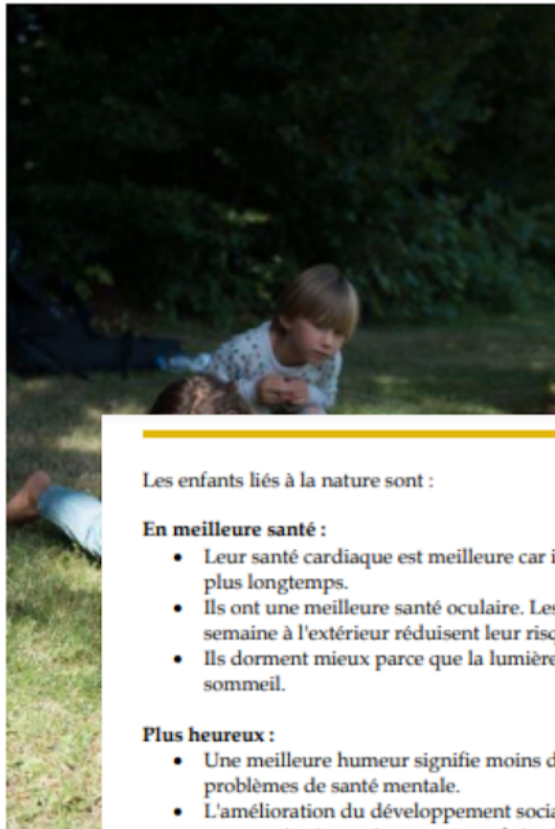 Les enfants liés à la nature sont :
En meilleure santé :
• Leur santé cardiaque est meilleure car
plus longtemps.
• Ils ont une meilleure santé oculaire. Les
semaine à l'extérieur réduisent leur
• Ils dorment mieux parce que la lumière
sommeil.
Plus heureux :
• Une meilleure humeur signifie moins
problèmes de santé mentale.
• L'amélioration du développement